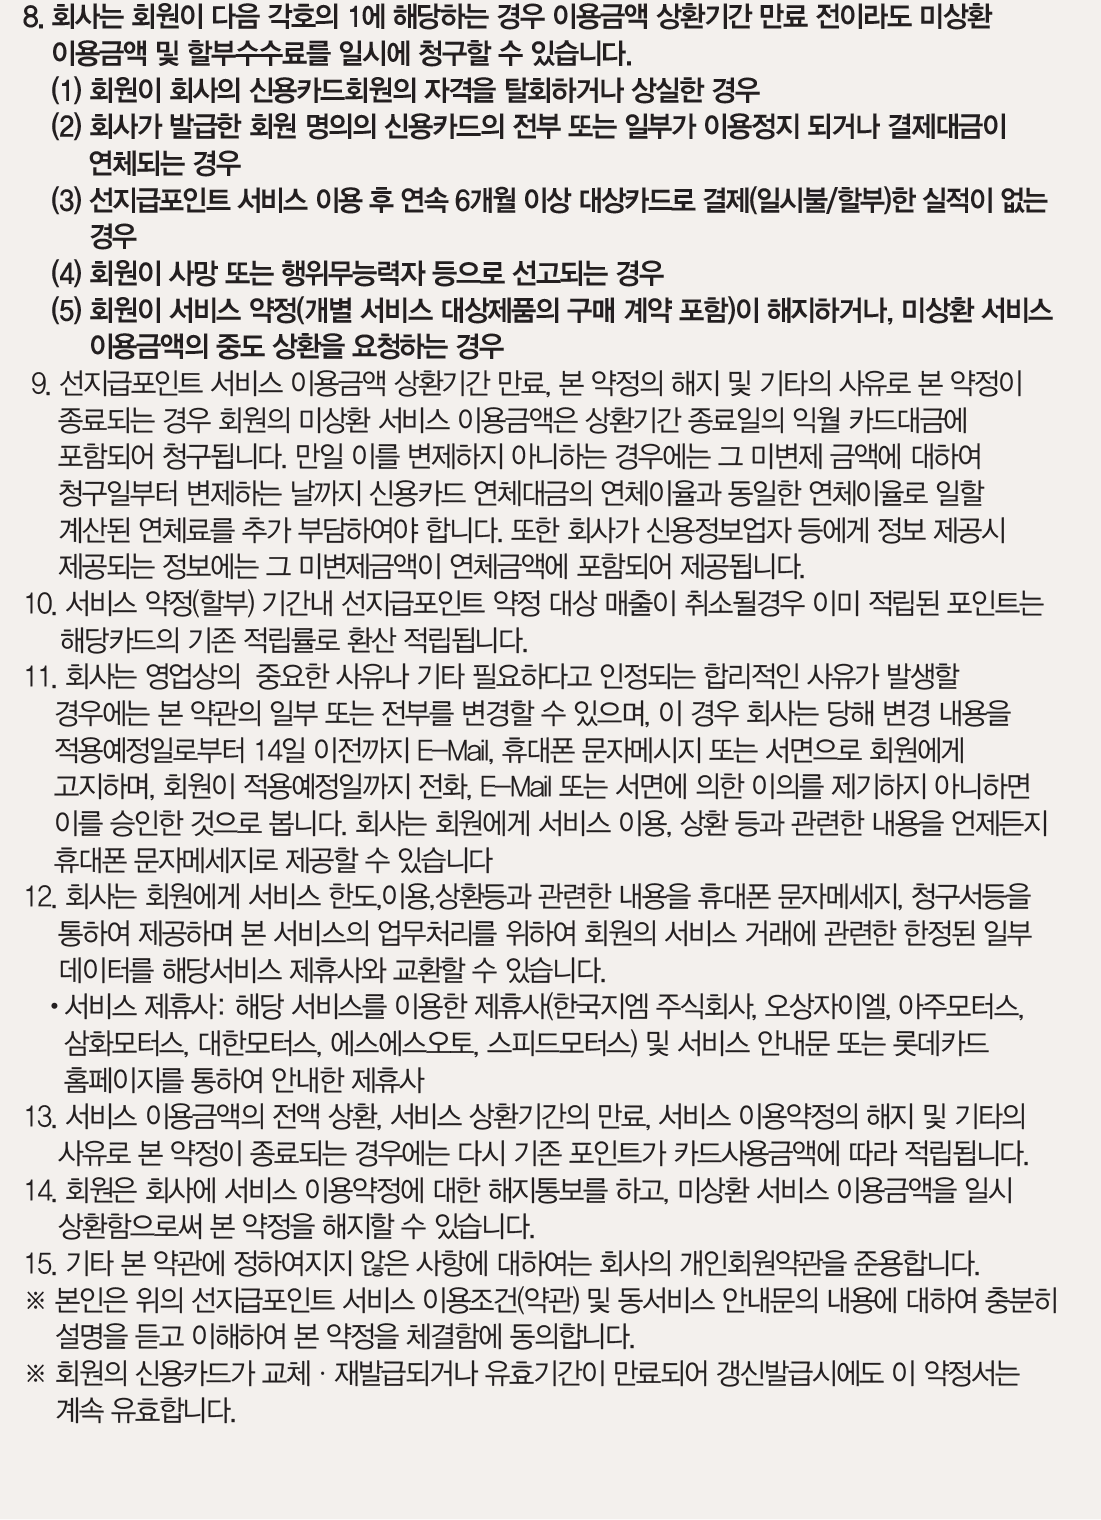 8. 회사는 회원이 다음 각호의 1에 해당하는 경우 이용금액 상환기간 만료 전이라도 미상환
이용금액 및 할부수수료를 일시에 청구할 수 있습니다.
(1) 회원이 회사의 신용카드회원의 자격을 탈회하거나 상실한 경우
(2) 회사가 발급한 회원 명의의 신용카드의 전부 또는 일부가 이용정지 되거나 결제대금이
연체되는 경우
(3) 선지급포인트 서비스 이용 후 연속 6개월 이상 대상카드로 결제(일시불/할부)한 실적이 없는
경우
(4) 회원이 사망 또는 행위무능력자 등으로 선고되는 경우
(5) 회원이 서비스 약정(개별 서비스 대상제품의 구매 계약 포함)이 해지하거나, 미상환 서비스
이용금액의 중도 상환을 요청하는 경우
9. 선지급포인트 서비스 이용금액 상환기간 만료, 본 약정의 해지 및 기타의 사유로 본 약정이
종료되는 경우 회원의 미상환 서비스 이용금액은 상환기간 종료일의 익월 카드대금에
포함되어 청구됩니다. 만일 이를 변제하지 아니하는 경우에는 그 미변제 금액에 대하여
청구일부터 변제하는 날까지 신용카드 연체대금의 연체이율과 동일한 연체이율로 일할
계산된 연체료를 추가 부담하여야 합니다. 또한 회사가 신용정보업자 등에게 정보 제공시
제공되는 정보에는 그 미변제금액이 연체금액에 포함되어 제공됩니다.
10. 서비스 약정(할부) 기간내 선지급포인트 약정 대상 매출이 취소될경우 이미 적립된 포인트는
해당카드의 기존 적립률로 환산 적립됩니다.
11. 회사는 영업상의 중요한 사유나 기타 필요하다고 인정되는 합리적인 사유가 발생할
경우에는 본 약관의 일부 또는 전부를 변경할 수 있으며, 이 경우 회사는 당해 변경 내용을
적용예정일로부터 14일 이전까지 E-Mail, 휴대폰 문자메시지 또는 서면으로 회원에게
고지하며, 회원이 적용예정일까지 전화, E-Mail 또는 서면에 의한 이의를 제기하지 아니하면
이를 승인한 것으로 봅니다. 회사는 회원에게 서비스 이용, 상환 등과 관련한 내용을 언제든지
휴대폰 문자메세지로 제공할 수 있습니다
12. 회사는 회원에게 서비스 한도,이용,상환등과 관련한 내용을 휴대폰 문자메세지, 청구서등을
통하여 제공하며 본 서비스의 업무처리를 위하여 회원의 서비스 거래에 관련한 한정된 일부
데이터를 해당서비스 제휴사와 교환할 수 있습니다.
• 서비스 제휴사: 해당 서비스를 이용한 제휴사(한국지엠 주식회사, 오상자이엘, 아주모터스,
삼화모터스, 대한모터스, 에스에스오토, 스피드모터스) 및 서비스 안내문 또는 롯데카드
홈페이지를 통하여 안내한 제휴사
13. 서비스 이용금액의 전액 상환, 서비스 상환기간의 만료, 서비스 이용약정의 해지 및 기타의
사유로 본 약정이 종료되는 경우에는 다시 기존 포인트가 카드사용금액에 따라 적립됩니다.
14. 회원은 회사에 서비스 이용약정에 대한 해지통보를 하고, 미상환 서비스 이용금액을 일시
상환함으로써 본 약정을 해지할 수 있습니다.
15. 기타 본 약관에 정하여지지 않은 사항에 대하여는 회사의 개인회원약관을 준용합니다.
※ 본인은 위의 선지급포인트 서비스 이용조건(약관) 및 동서비스 안내문의 내용에 대하여 충분히
설명을 듣고 이해하여 본 약정을 체결함에 동의합니다.
※ 회원의 신용카드가 교체 · 재발급되거나 유효기간이 만료되어 갱신발급시에도 이 약정서는
계속 유효합니다.